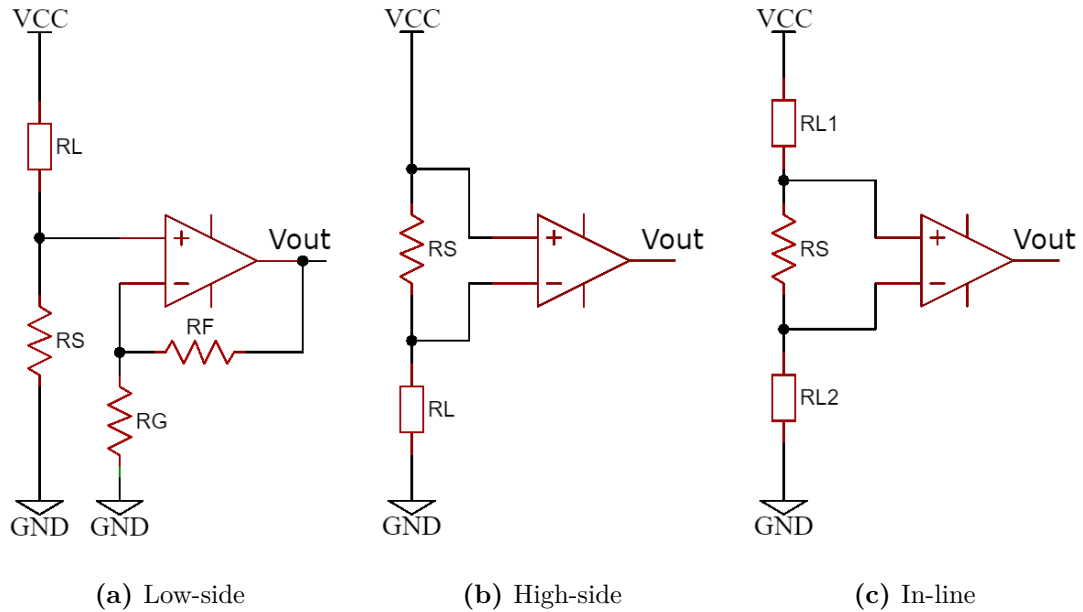 VCC
RL
+
−
Vout
RF
RS
RG
GND
GND
(a) Low-side
VCC
RS
+
−
Vout
RL
GND
(b) High-side
VCC
RL1
RS
+
−
Vout
RL2
GND
(c) In-line